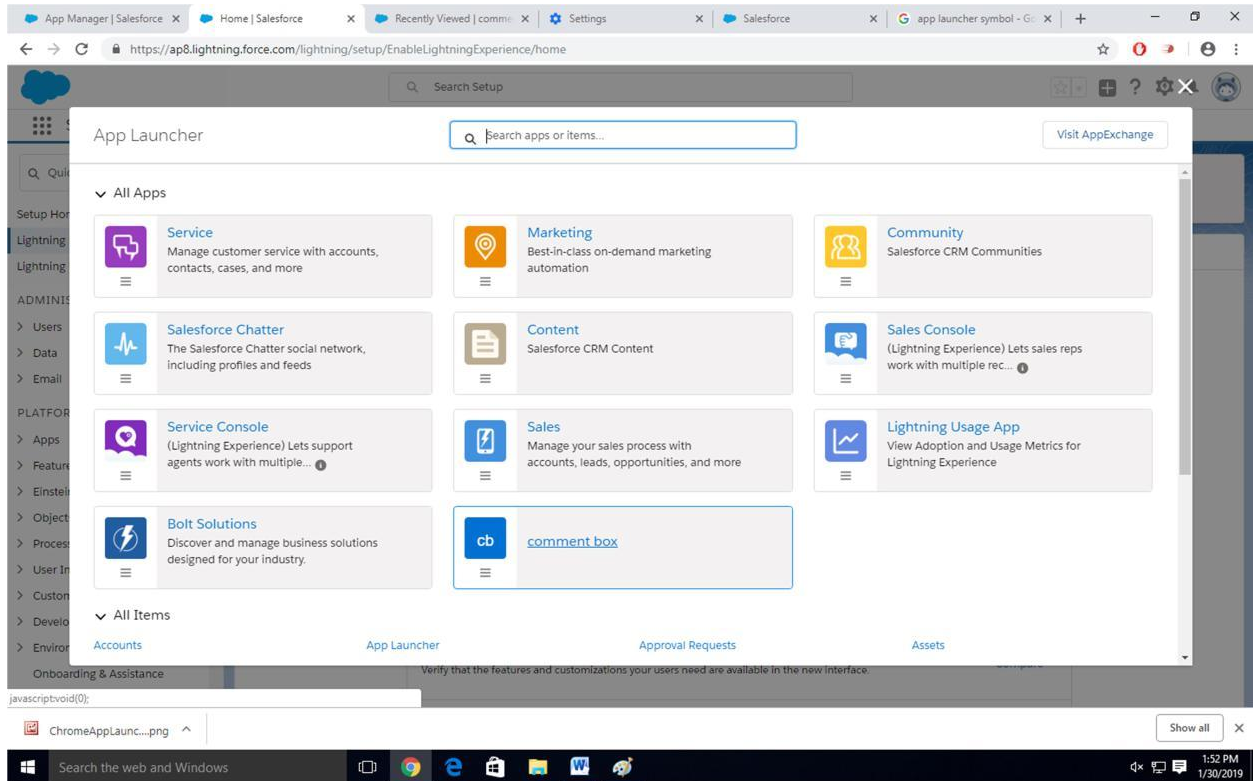 App Manager | Salesforce
Home | Salesforce
Recently Viewed | comme
Settings
Salesforce
app launcher symbol - Go
https://ap8.lightning.force.com/lightning/setup/EnableLightningExperience/home
Search Setup
App Launcher
Search apps or items...
Visit AppExchange
Quic
All Apps
Setup Hor
Service
Manage customer service with accounts,
contacts, cases, and more
Marketing
Best-in-class on-demand marketing
automation
Community
Salesforce CRM Communities
Lightning
Lightning
ADMINIS
Users
Data
Email
Salesforce Chatter
The Salesforce Chatter social network,
including profiles and feeds
Content
Salesforce CRM Content
Sales Console
(Lightning Experience) Lets sales reps
work with multiple rec...
PLATFOR
Apps
Feature
Einstein
Service Console
(Lightning Experience) Lets support
agents work with multiple...
Sales
Manage your sales process with
accounts, leads, opportunities, and more
Lightning Usage App
View Adoption and Usage Metrics for
Lightning Experience
Object
Process
User In
Custom
Bolt Solutions
Discover and manage business solutions
designed for your industry.
cb
comment box
Develo
Environ
All Items
Accounts
App Launcher
Approval Requests
Assets
Onboarding & Assistance
Verify that the features and customizations your users need are available in the new interface.
javascript:void(0);
ChromeAppLaunc....png
Show all
Search the web and Windows
1:52 PM
1/30/2019